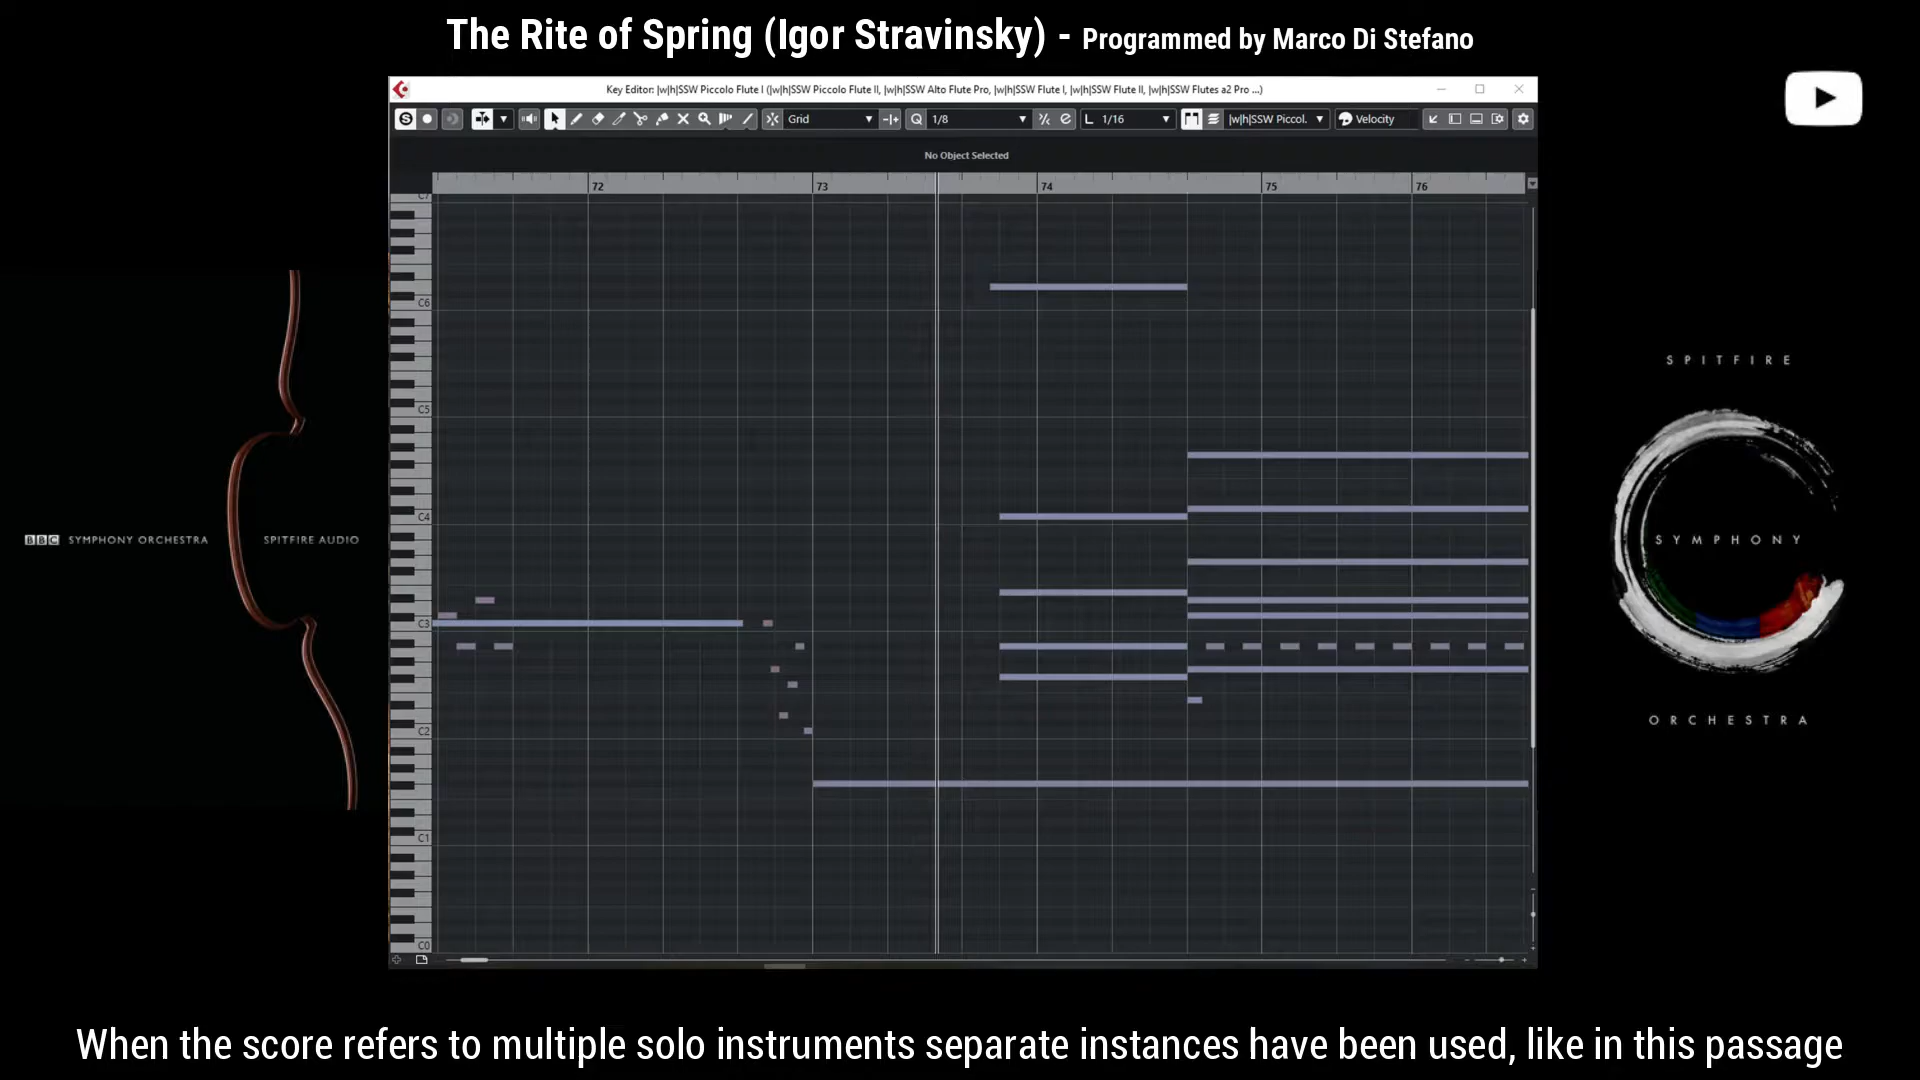 The Rite of Spring (Igor Stravinsky) - Programmed by Marco Di Stefano
Key Editor: |w|h|SSW Piccolo Flute I (|w|h|SSW Piccolo Flute II, |w|h|SSW Alto Flute Pro, |w|h|SSW Flute I, |w|h|SSW Flute II, |w|h|SSW Flutes a2 Pro ...)
S Grid Q 1/8 L 1/16 |w|h|SSW Piccol. Velocity
No Object Selected
72 73 74 75 76
C7
C6
C5
C4
C3
C2
C1
C0
BBC SYMPHONY ORCHESTRA SPITFIRE AUDIO
SPITFIRE
SYMPHONY
ORCHESTRA
When the score refers to multiple solo instruments separate instances have been used, like in this passage